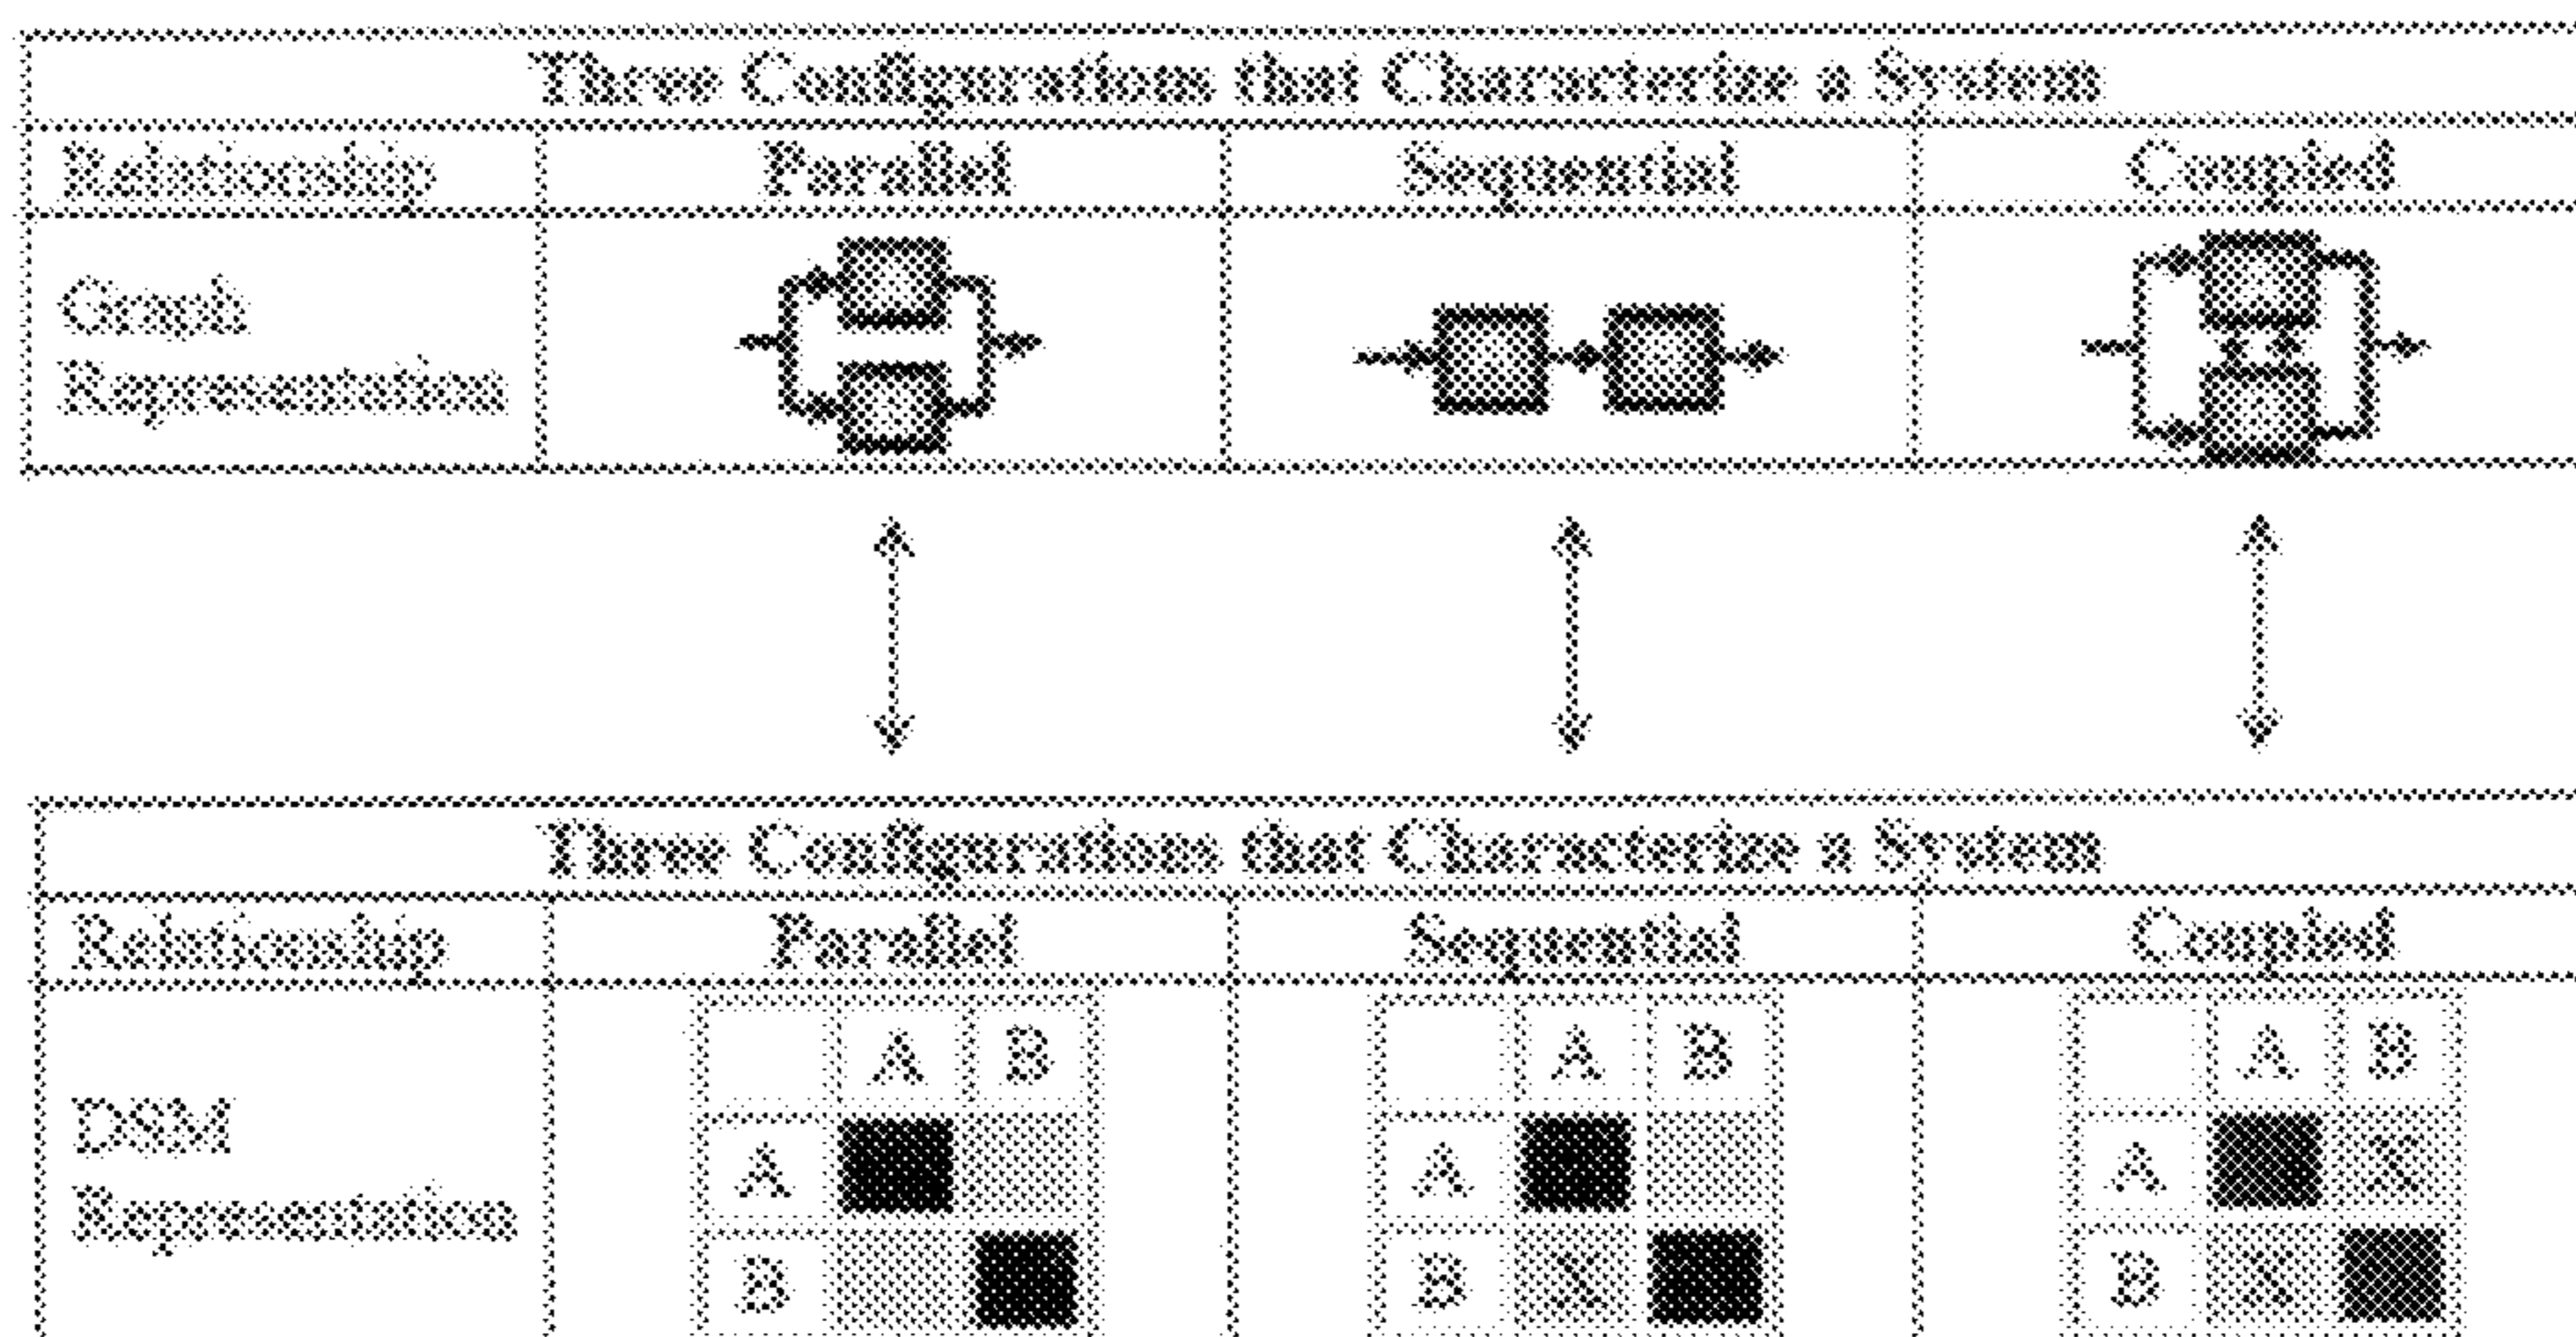 Three Configurations that Characterize a System
Relationship Parallel Sequential Coupled
Graph
Representation
Three Configurations that Characterize a System
Relationship Parallel Sequential Coupled
A B A B A B
DSM
A A A X
Representation
B B X B X